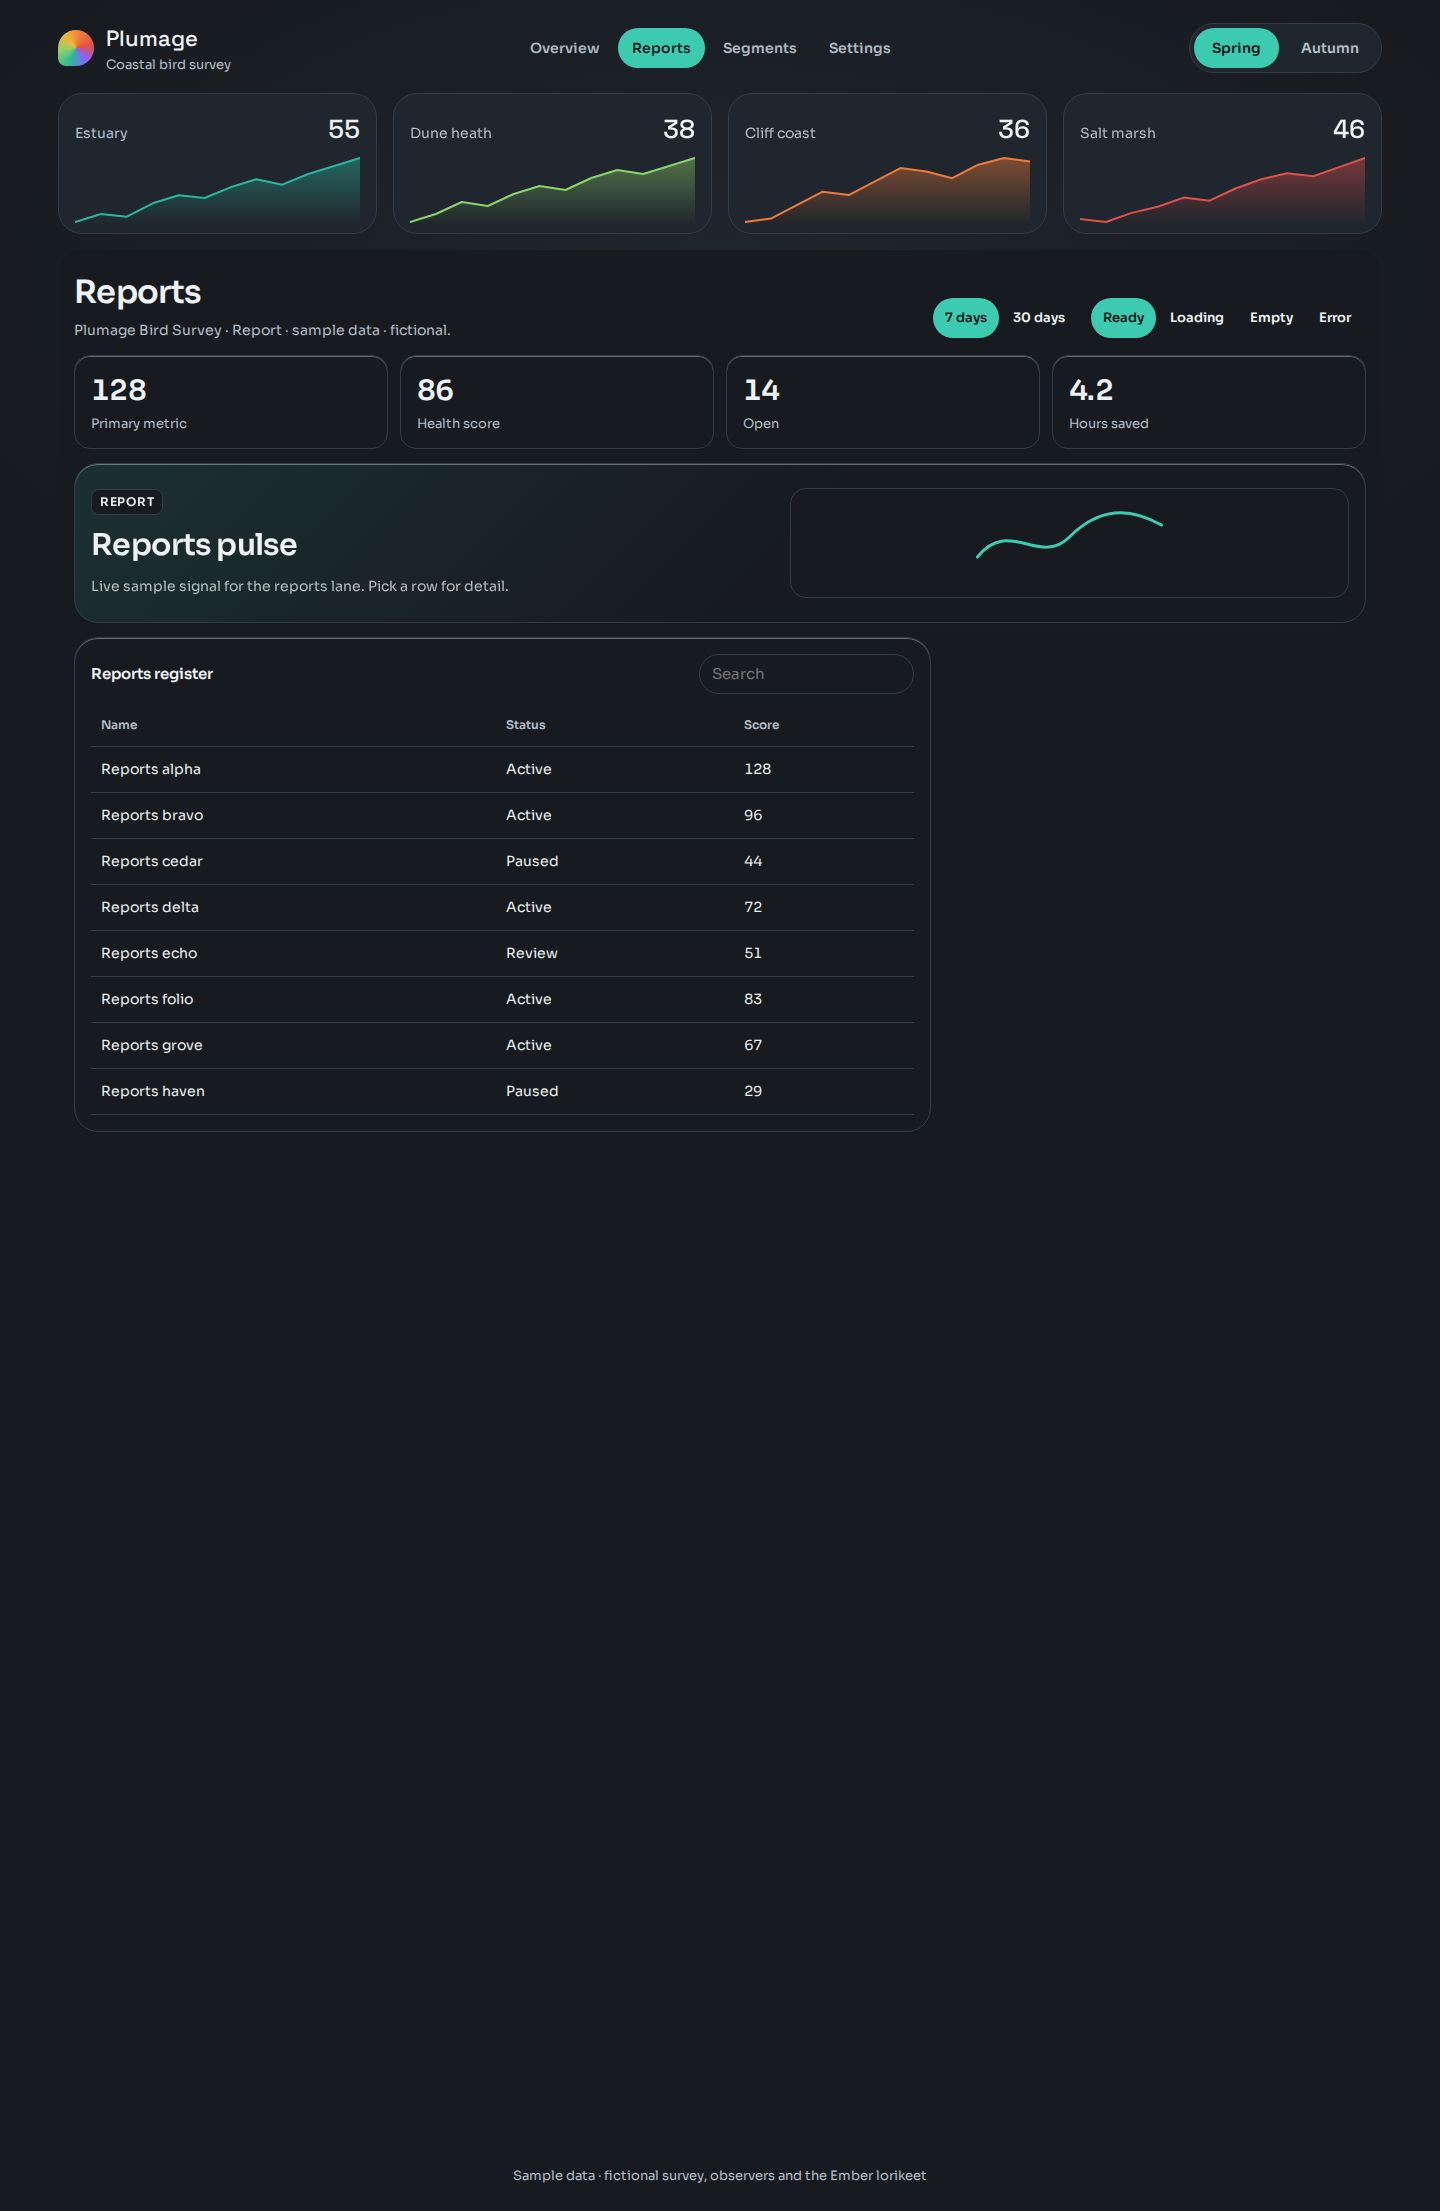 Plumage
Coastal bird survey
Overview Reports Segments Settings
Spring Autumn
Estuary 55
Dune heath 38
Cliff coast 36
Salt marsh 46
Reports
Plumage Bird Survey · Report · sample data · fictional.
7 days 30 days Ready Loading Empty Error
128
Primary metric
86
Health score
14
Open
4.2
Hours saved
REPORT
Reports pulse
Live sample signal for the reports lane. Pick a row for detail.
Reports register
Search
Name Status Score
Reports alpha Active 128
Reports bravo Active 96
Reports cedar Paused 44
Reports delta Active 72
Reports echo Review 51
Reports folio Active 83
Reports grove Active 67
Reports haven Paused 29
Sample data · fictional survey, observers and the Ember lorikeet